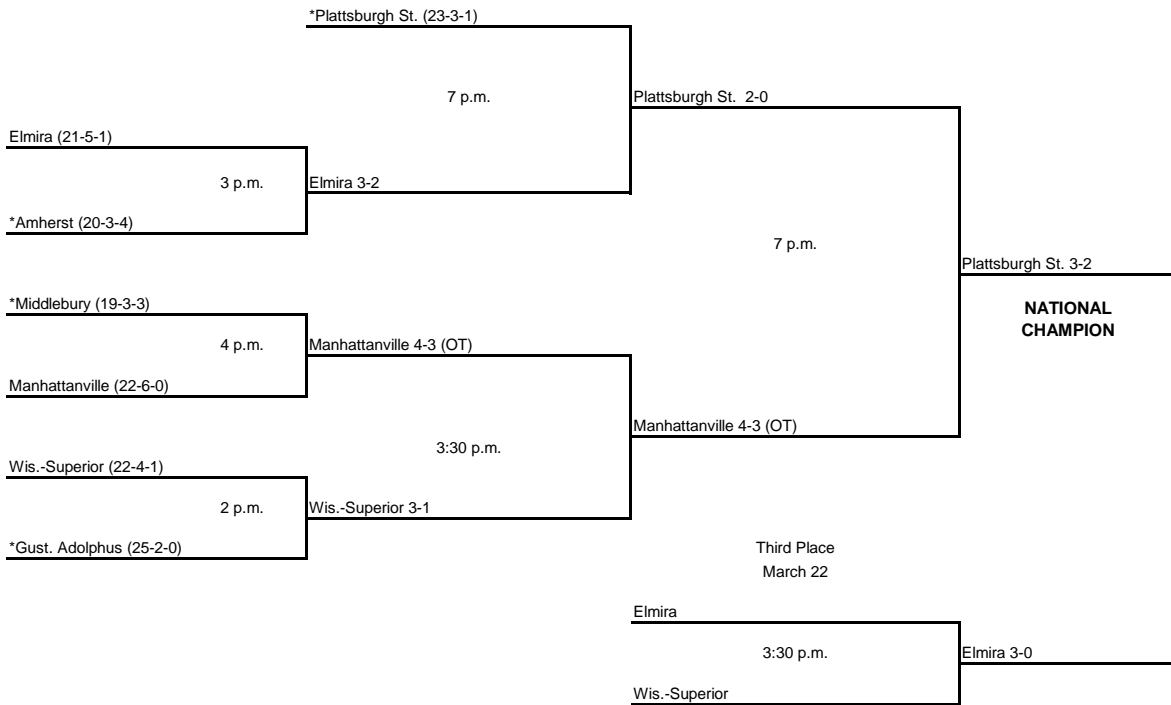 *Plattsburgh St. (23-3-1)
7 p.m.
Plattsburgh St. 2-0
Elmira (21-5-1)
3 p.m.
Elmira 3-2
*Amherst (20-3-4)
7 p.m.
Plattsburgh St. 3-2
*Middlebury (19-3-3)
NATIONAL
CHAMPION
4 p.m.
Manhattanville 4-3 (OT)
Manhattanville (22-6-0)
Manhattanville 4-3 (OT)
3:30 p.m.
Wis.-Superior (22-4-1)
2 p.m.
Wis.-Superior 3-1
*Gust. Adolphus (25-2-0)
Third Place
March 22
Elmira
3:30 p.m.
Elmira 3-0
Wis.-Superior